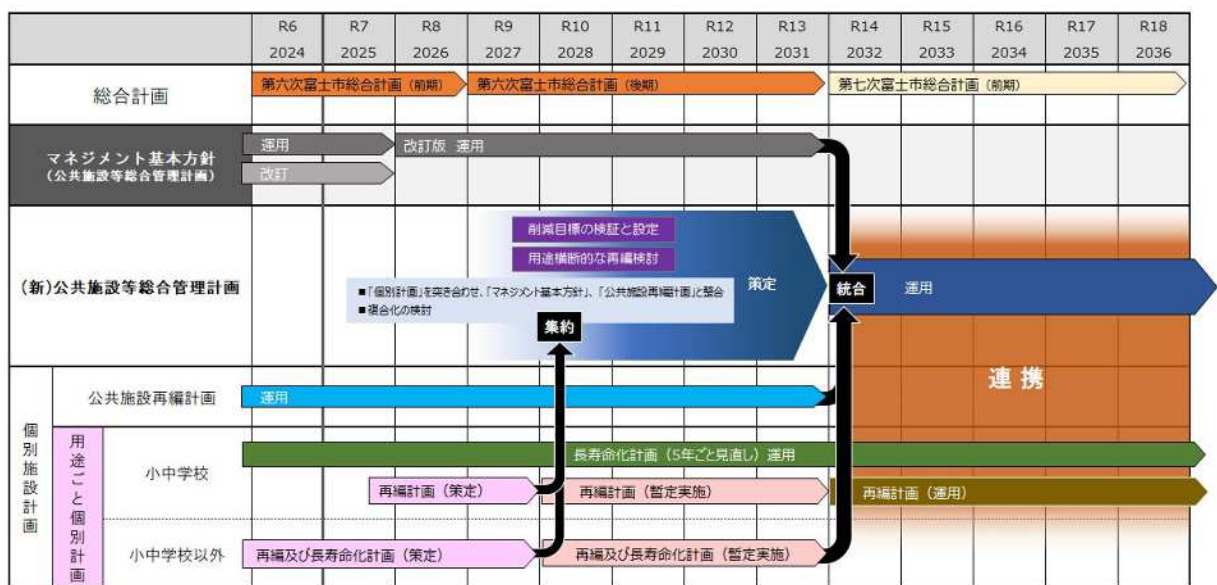 R6 R7 R8 R9 R10 R11 R12 R13 R14 R15 R16 R17 R18
2024 2025 2026 2027 2028 2029 2030 2031 2032 2033 2034 2035 2036
総合計画
第六次富士市総合計画（前期）
第六次富士市総合計画（後期）
第七次富士市総合計画（前期）
マネジメント基本方針
（公共施設等総合管理計画）
運用
改訂版 運用
改訂
（新）公共施設等総合管理計画
削減目標の検証と設定
用途横断的な再編検討
■「個別計画」を突き合わせ、「マネジメント基本方針」、「公共施設再編計画」と整合
■複合化の検討
策定
統合
運用
集約
連携
個別施設計画
公共施設再編計画
運用
用途ごと個別計画
小中学校
長寿命化計画（5年ごと見直し）運用
再編計画（策定）
再編計画（暫定実施）
再編計画（運用）
小中学校以外
再編及び長寿命化計画（策定）
再編及び長寿命化計画（暫定実施）